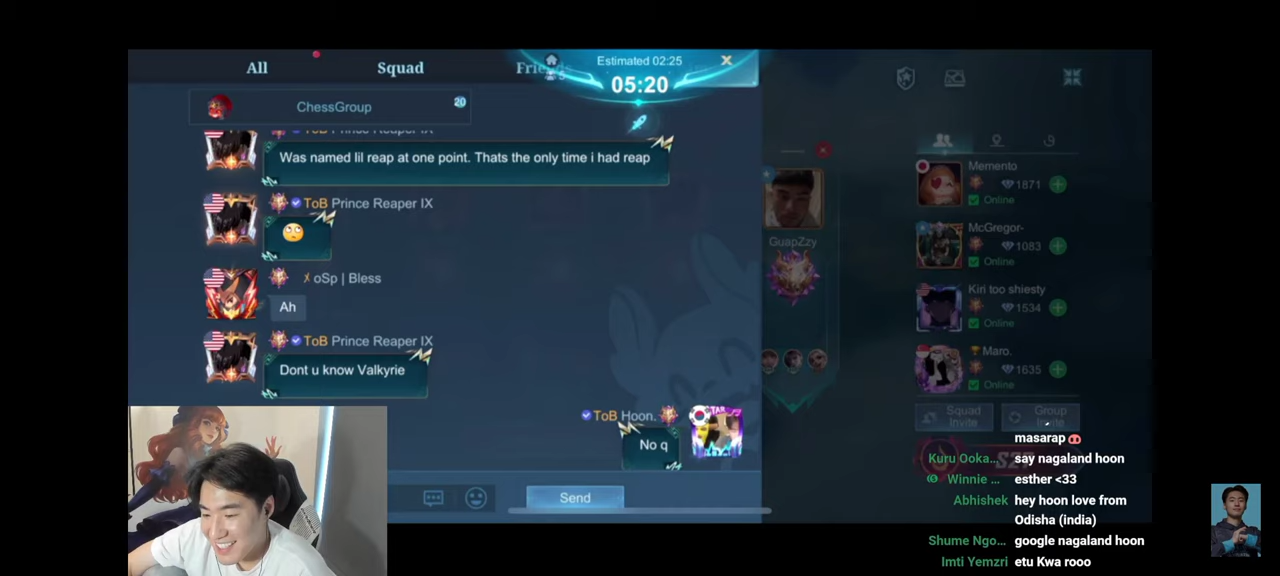 All
Squad
Estimated 02:25
05:20
ChessGroup
20
Was named lil reap at one point. Thats the only time i had reap
ToB Prince Reaper IX
oSp | Bless
Ah
ToB Prince Reaper IX
Dont u know Valkyrie
ToB Hoon.
No q
Send
GuapZzy
Memento
1871
Online
McGregor-
1083
Online
Kiri too shiesty
1534
Online
Maro.
1635
Online
Squad
Invite
Group
Invite
masarap
Kuru Ooka... say nagaland hoon
Winnie ... esther <33
Abhishek hey hoon love from
Odisha (india)
Shume Ngo... google nagaland hoon
Imti Yemzri etu Kwa rooo